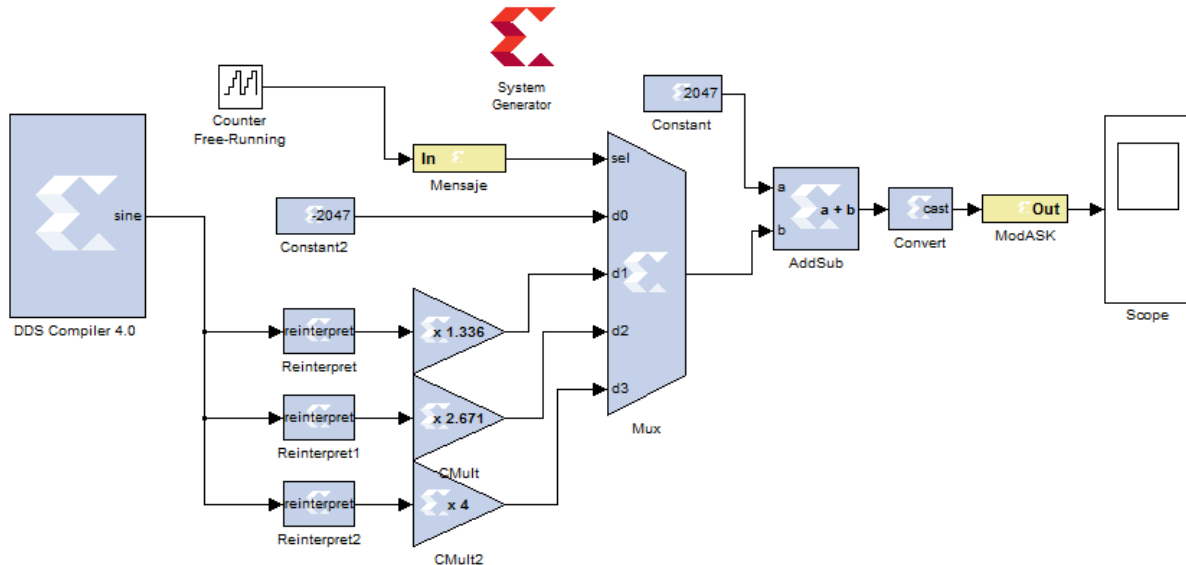 System
Generator
Counter
Free-Running
2047
Constant
In
Mensaje
sel
sine
-2047
Constant2
d0
a
b
a + b
AddSub
cast
Convert
Out
ModASK
Scope
DDS Compiler 4.0
reinterpret
Reinterpret
x 1.336
d1
reinterpret
Reinterpret1
x 2.671
CMult
d2
reinterpret
Reinterpret2
x 4
CMult2
d3
Mux